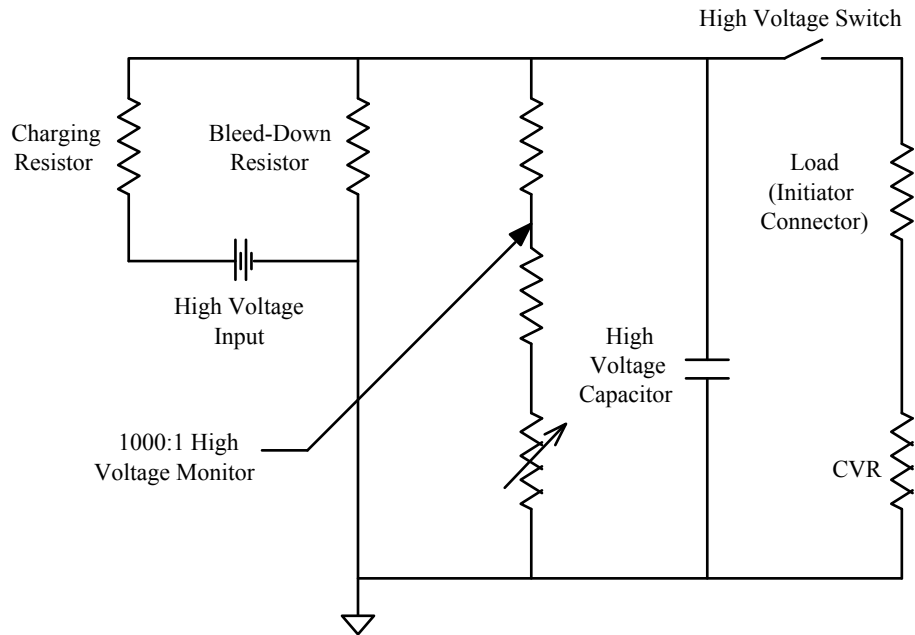 High Voltage Switch
Charging
Resistor
Bleed-Down
Resistor
Load
(Initiator
Connector)
High Voltage
Input
High
Voltage
Capacitor
1000:1 High
Voltage Monitor
CVR